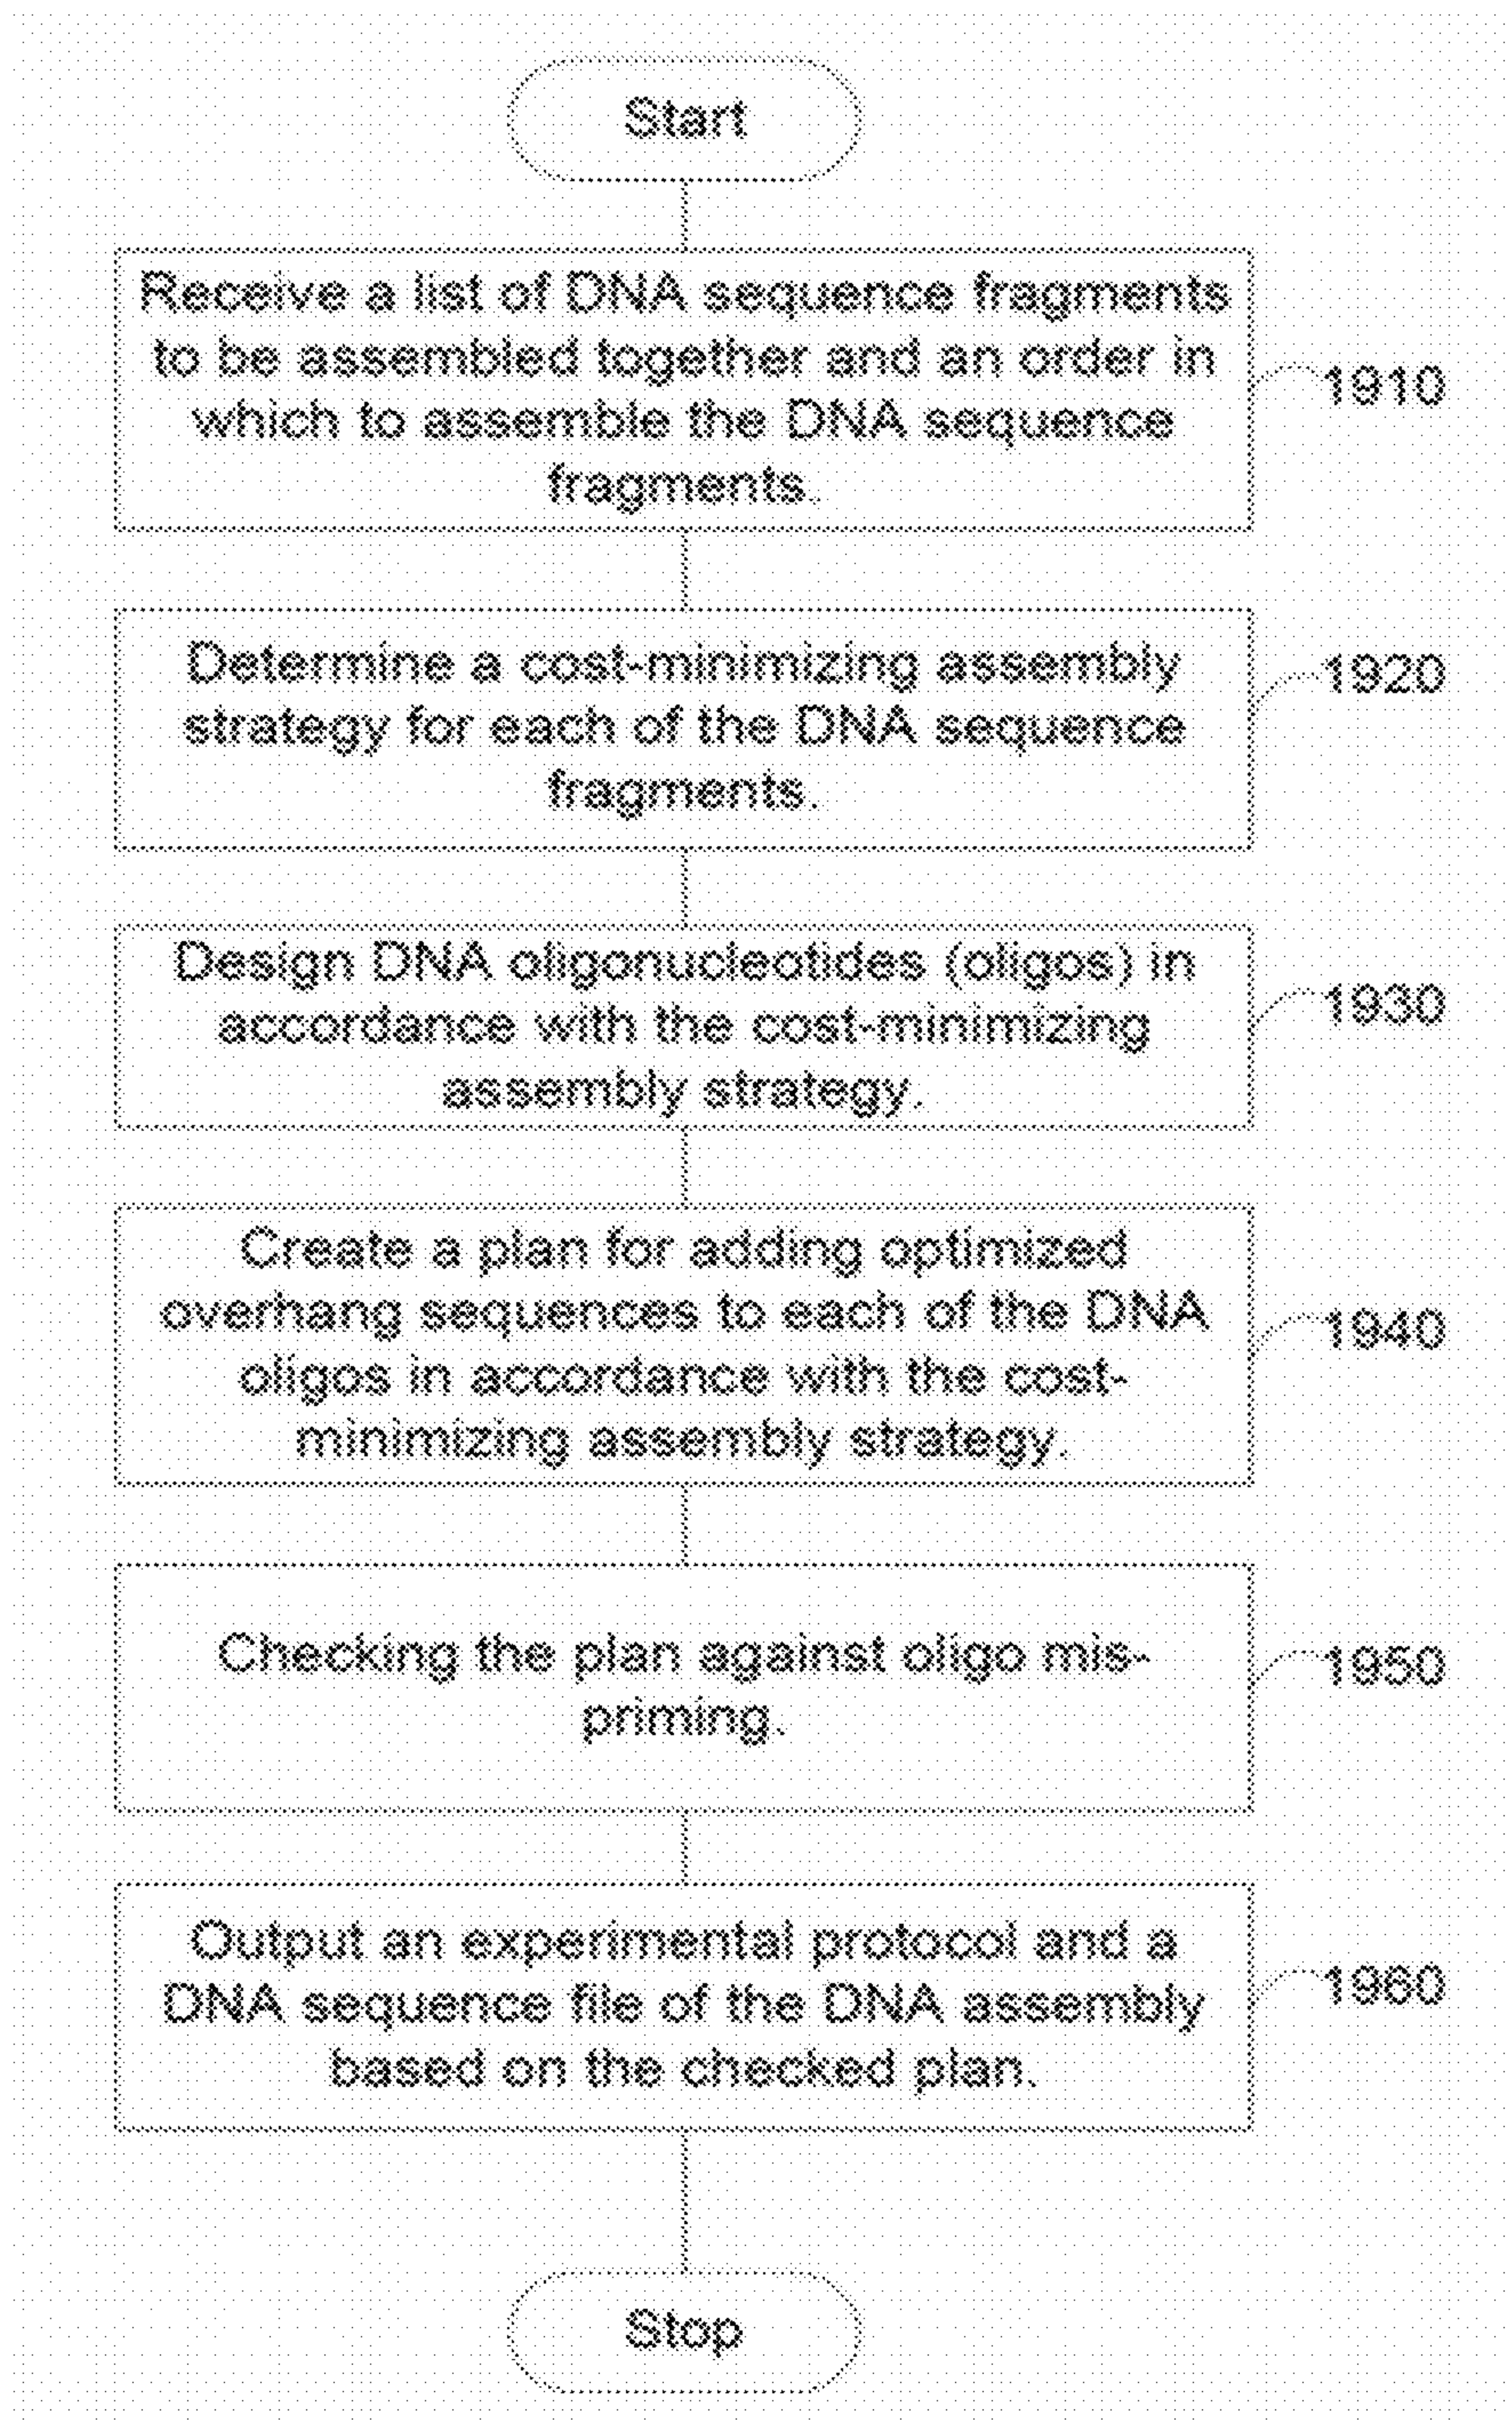 Start
Receive a list of DNA sequence fragments
to be assembled together and an order in
which to assemble the DNA sequence
fragments.
1910
Determine a cost-minimizing assembly
strategy for each of the DNA sequence
fragments.
1920
Design DNA oligonucleotides (oligos) in
accordance with the cost-minimizing
assembly strategy.
1930
Create a plan for adding optimized
overhang sequences to each of the DNA
oligos in accordance with the cost-
minimizing assembly strategy.
1940
Checking the plan against oligo mis-
priming.
1950
Output an experimental protocol and a
DNA sequence file of the DNA assembly
based on the checked plan.
1960
Stop